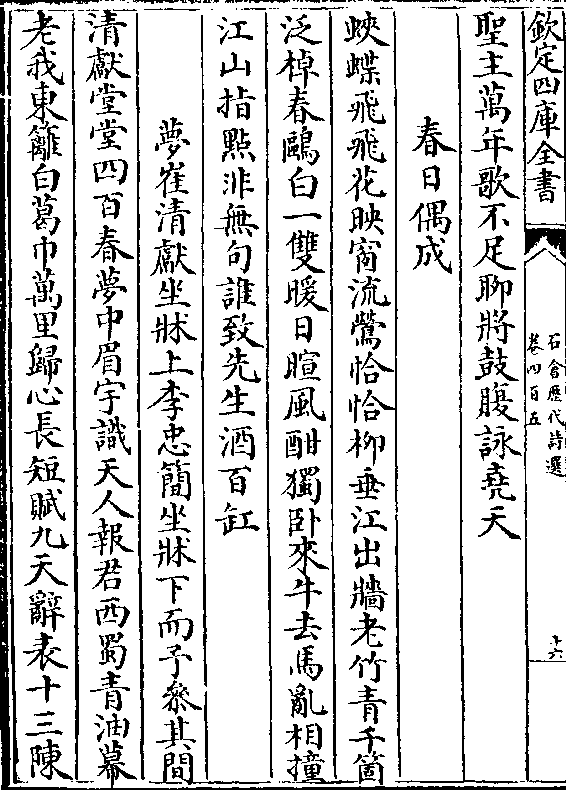 欽定四庫全書
石倉歷代詩選
卷四百五
十六
聖主萬年歌不足聊將鼓腹詠堯天
春日偶成
蛺蝶飛飛花映窗流鶯恰恰柳垂江出牆老竹青千箇
泛棹春鷗白一雙暖日暄風酣獨卧來牛去馬亂相撞
江山指點非無句誰致先生酒百缸
夢崔清獻坐牀上李忠簡坐牀下而予叅其間
清獻堂堂四百春夢中眉宇識天人報君西蜀青油幕
老我東籬白葛巾萬里歸心長短賦九天辭表十三陳